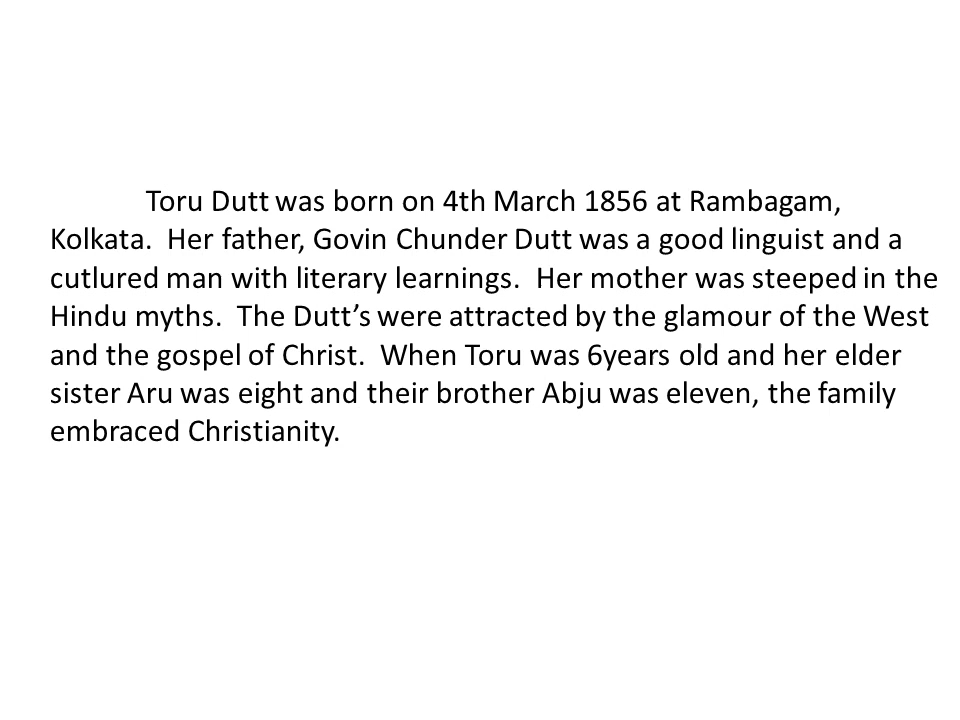 Toru Dutt was born on 4th March 1856 at Rambagam,
Kolkata.  Her father, Govin Chunder Dutt was a good linguist and a
cutlured man with literary learnings.  Her mother was steeped in the
Hindu myths.  The Dutt’s were attracted by the glamour of the West
and the gospel of Christ.  When Toru was 6years old and her elder
sister Aru was eight and their brother Abju was eleven, the family
embraced Christianity.